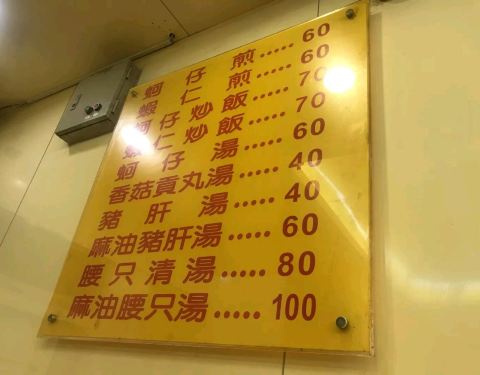 蚵仔煎.....60
蝦仁煎.....60
蚵仔炒飯.....70
蝦仁炒飯.....70
蚵仔湯.....60
香菇貢丸湯.....40
豬肝湯.....40
麻油豬肝湯.....60
腰只清湯.....80
麻油腰只湯.....100